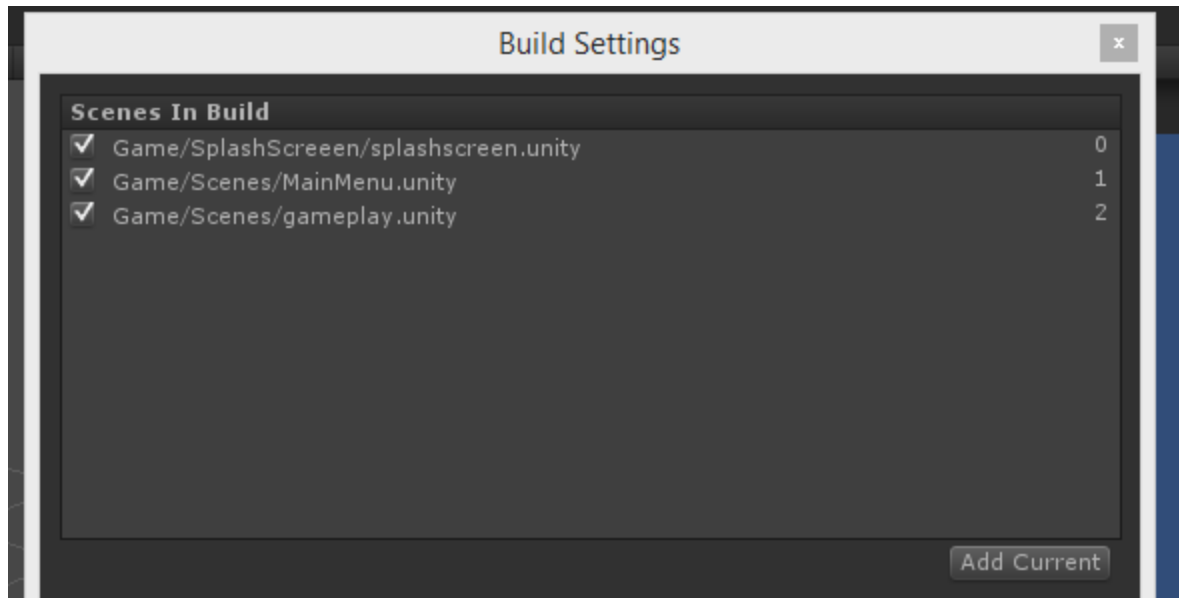 Build Settings
x
Scenes In Build
Game/SplashScreeen/splashscreen.unity 0
Game/Scenes/MainMenu.unity 1
Game/Scenes/gameplay.unity 2
Add Current